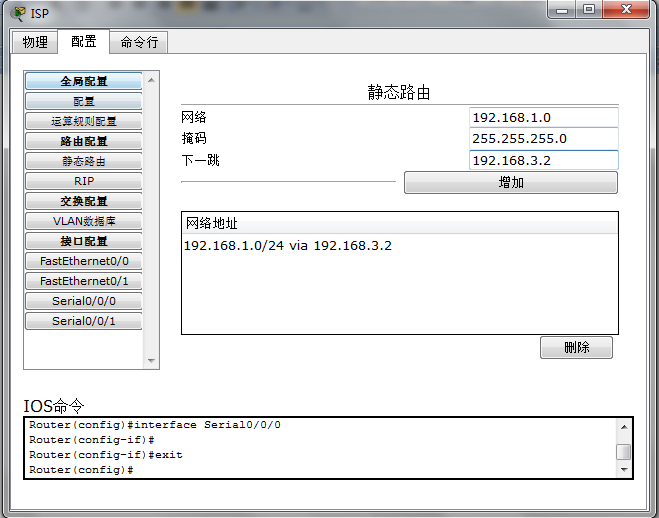 ISP
物理 配置 命令行
全局配置
配置
运算规则配置
路由配置
静态路由
RIP
交换配置
VLAN数据库
接口配置
FastEthernet0/0
FastEthernet0/1
Serial0/0/0
Serial0/0/1
静态路由
网络 192.168.1.0
掩码 255.255.255.0
下一跳 192.168.3.2
增加
网络地址
192.168.1.0/24 via 192.168.3.2
删除
IOS命令
Router(config)#interface Serial0/0/0
Router(config-if)#
Router(config-if)#exit
Router(config)#